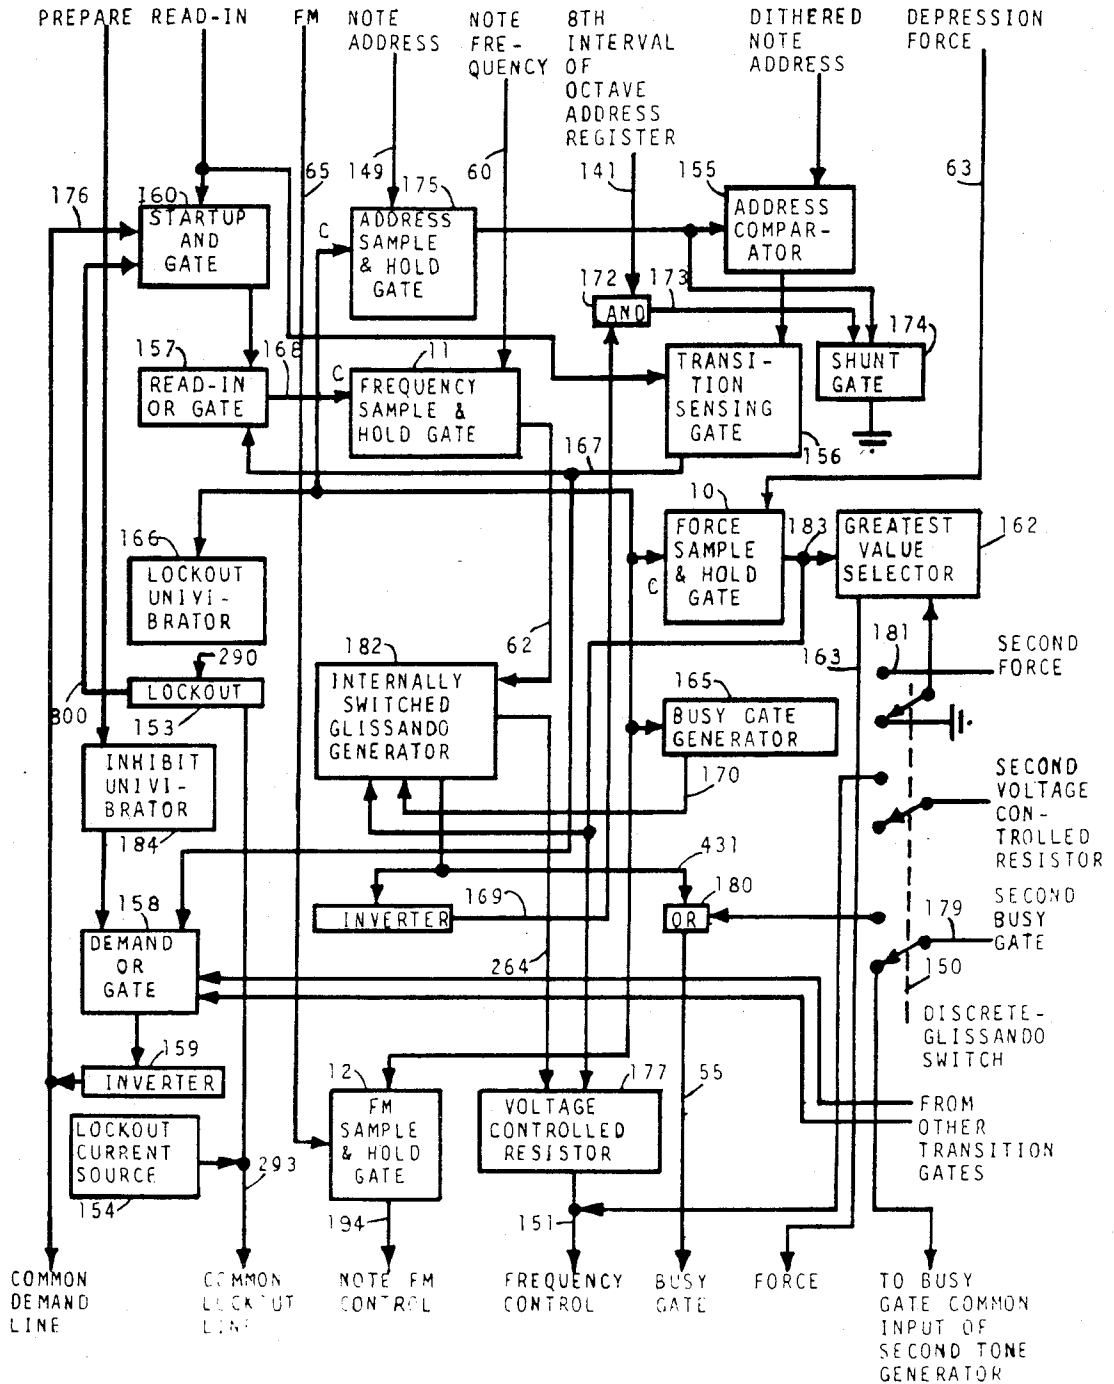 PREPARE READ-IN
FM
NOTE
ADDRESS
NOTE
FRE-
QUENCY
8TH
INTERVAL
OF
OCTAVE
ADDRESS
REGISTER
DITHERED
NOTE
ADDRESS
DEPRESSION
FORCE
176
160
65
149
175
60
141
155
63
STARTUP
AND
GATE
C
ADDRESS
SAMPLE
& HOLD
GATE
ADDRESS
COMPAR-
ATOR
172
173
AND
174
157
168
11
C
READ-IN
OR GATE
FREQUENCY
SAMPLE &
HOLD GATE
TRANSI-
TION
SENSING
GATE
SHUNT
GATE
156
167
10
183
162
166
LOCKOUT
UNIVI-
BRATOR
FORCE
SAMPLE
& HOLD
GATE
C
GREATEST
VALUE
SELECTOR
290
182
62
181
163
SECOND
FORCE
LOCKOUT
800
153
INTERNALLY
SWITCHED
GLISSANDO
GENERATOR
165
BUSY GATE
GENERATOR
INHIBIT
UNIVI-
BRATOR
184
170
SECOND
VOLTAGE
CON-
TROLLED
RESISTOR
431
158
169
INVERTER
180
OR
179
SECOND
BUSY
GATE
DEMAND
OR
GATE
264
150
DISCRETE-
GLISSANDO
SWITCH
159
INVERTER
12
177
55
LOCKOUT
CURRENT
SOURCE
154
293
FM
SAMPLE
& HOLD
GATE
VOLTAGE
CONTROLLED
RESISTOR
FROM
OTHER
TRANSITION
GATES
194
151
COMMON
DEMAND
LINE
COMMON
LOCKOUT
LINE
NOTE FM
CONTROL
FREQUENCY
CONTROL
BUSY
GATE
FORCE
TO BUSY
GATE COMMON
INPUT OF
SECOND TONE
GENERATOR